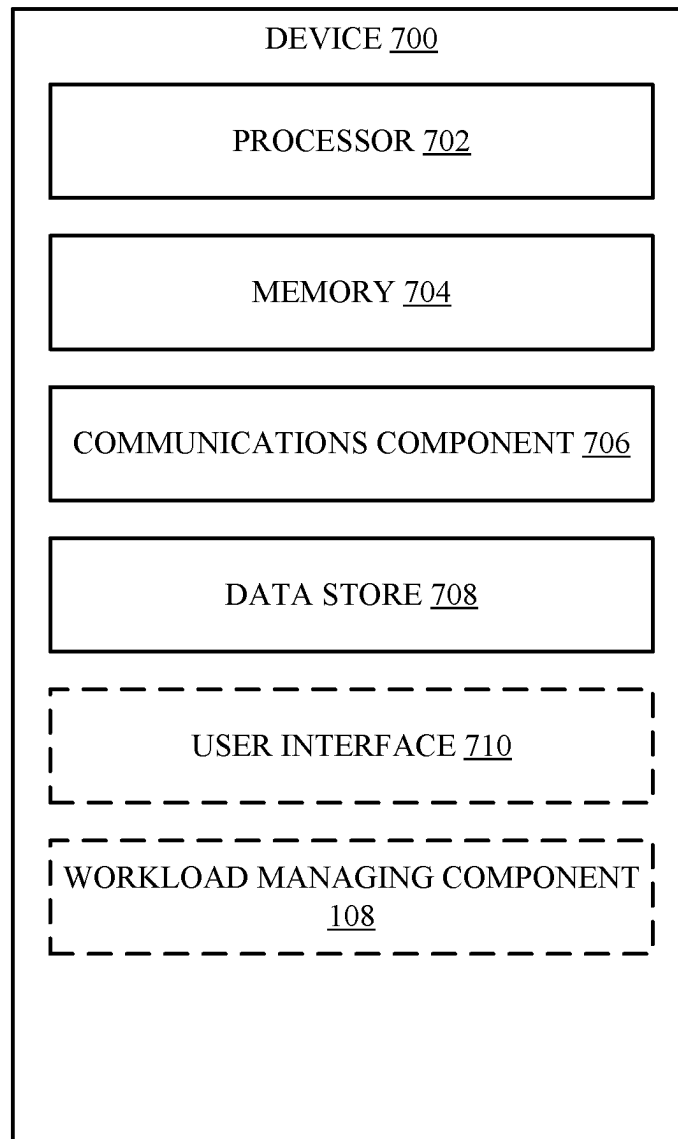 DEVICE 700
PROCESSOR 702
MEMORY 704
COMMUNICATIONS COMPONENT 706
DATA STORE 708
USER INTERFACE 710
WORKLOAD MANAGING COMPONENT
108